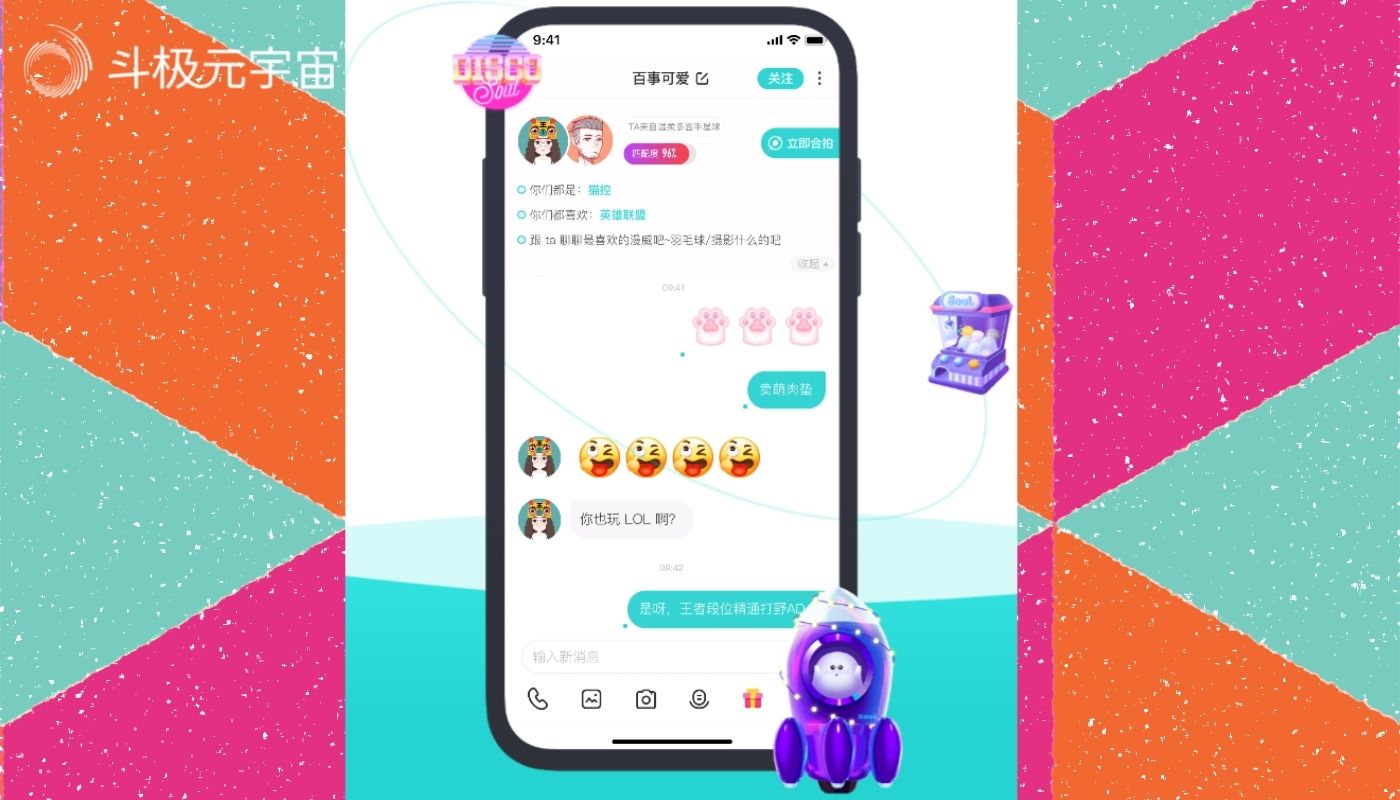 斗极元宇宙
9:41
DISCO
Soul
百事可爱
关注
TA来自温柔多面手星球
匹配度 96%
立即合拍
你们都是：猫控
你们都喜欢：英雄联盟
跟 ta 聊聊最喜欢的漫威吧~羽毛球/摄影什么的吧
收起
09:41
Soul
卖萌肉垫
你也玩 LOL 啊？
09:42
是呀，王者段位精通打野AD
输入新消息
Soul